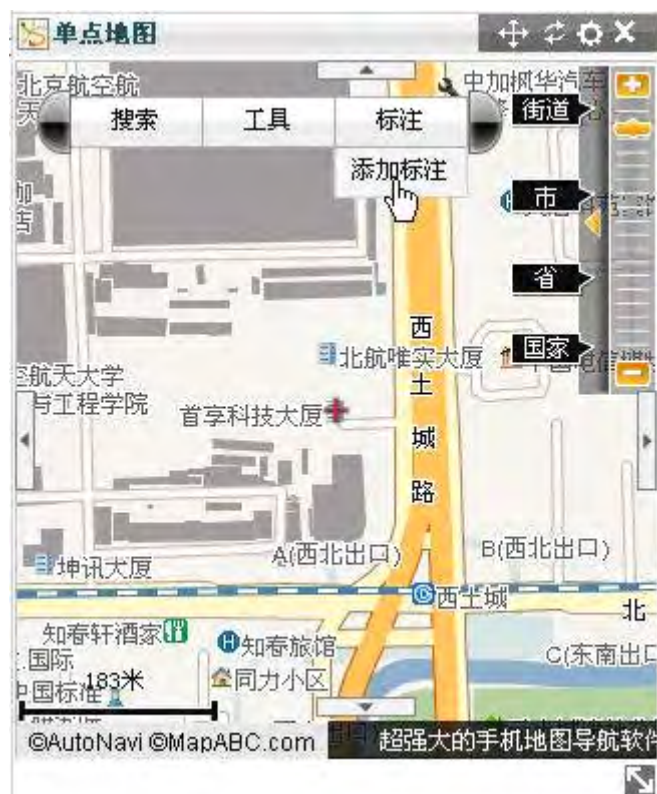 单点地图
北京航空航
中加枫华汽车
街道
搜索
工具
标注
添加标注
市
省
西土城路
北航唯实大厦
国家
空航天大学
与工程学院
首享科技大厦
A(西北出口)
B(西北出口)
坤讯大厦
西土城
北
知春轩酒家
知春旅馆
C(东南出口
国际
183米
中国标准
同力小区
©AutoNavi ©MapABC.com
超强大的手机地图导航软件